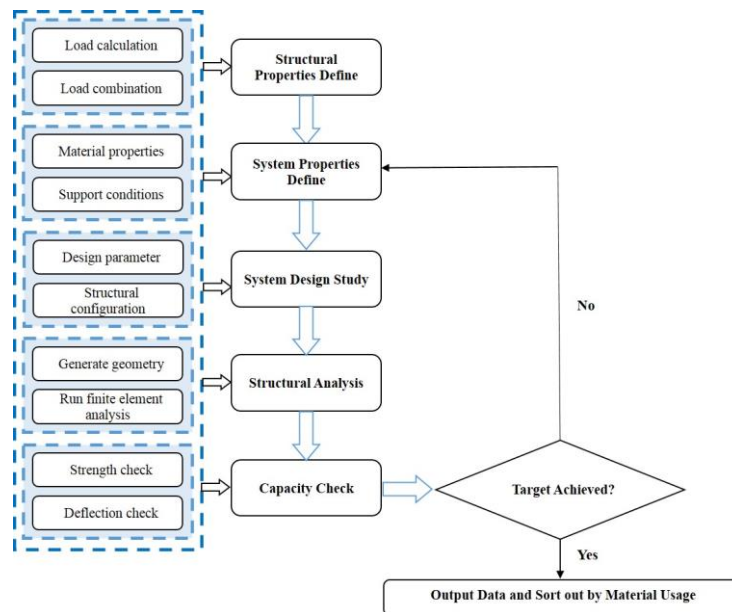 Load calculation
Load combination
Structural
Properties Define
Material properties
Support conditions
System Properties
Define
Design parameter
Structural
configuration
System Design Study
No
Generate geometry
Run finite element
analysis
Structural Analysis
Strength check
Deflection check
Capacity Check
Target Achieved?
Yes
Output Data and Sort out by Material Usage